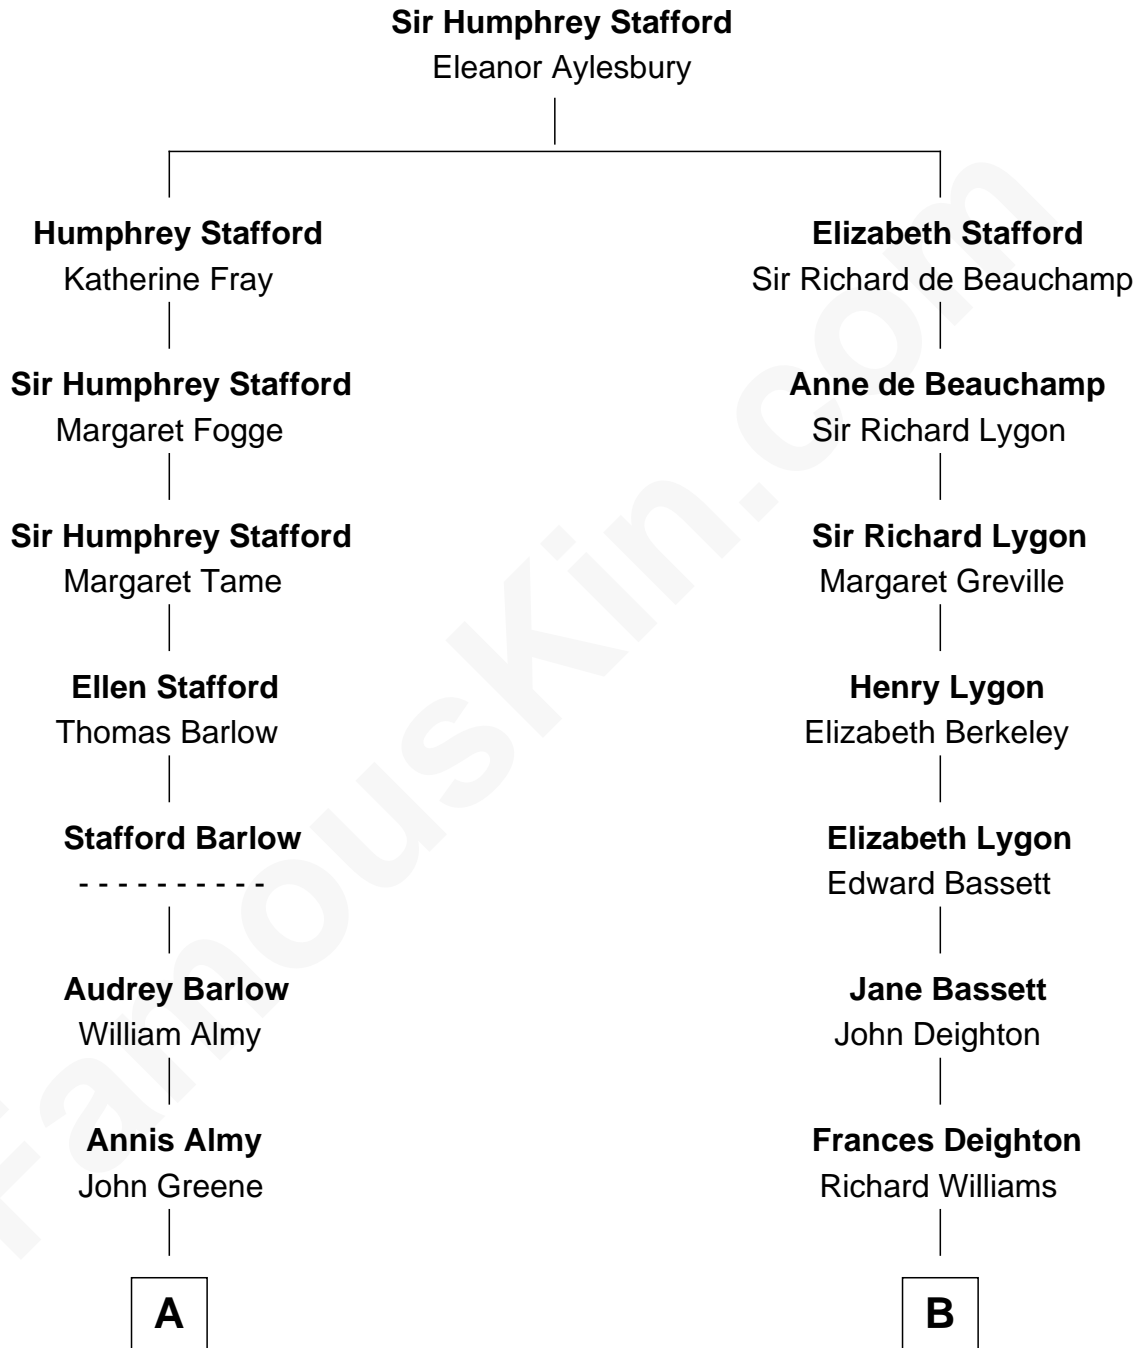 Sir Humphrey Stafford
Eleanor Aylesbury
Humphrey Stafford
Katherine Fray
Elizabeth Stafford
Sir Richard de Beauchamp
Sir Humphrey Stafford
Margaret Fogge
Anne de Beauchamp
Sir Richard Lygon
Sir Humphrey Stafford
Margaret Tame
Sir Richard Lygon
Margaret Greville
Ellen Stafford
Thomas Barlow
Henry Lygon
Elizabeth Berkeley
Stafford Barlow
- - - - - - - - - -
Elizabeth Lygon
Edward Bassett
Audrey Barlow
William Almy
Jane Bassett
John Deighton
Annis Almy
John Greene
Frances Deighton
Richard Williams
A
B
FamousKin.com